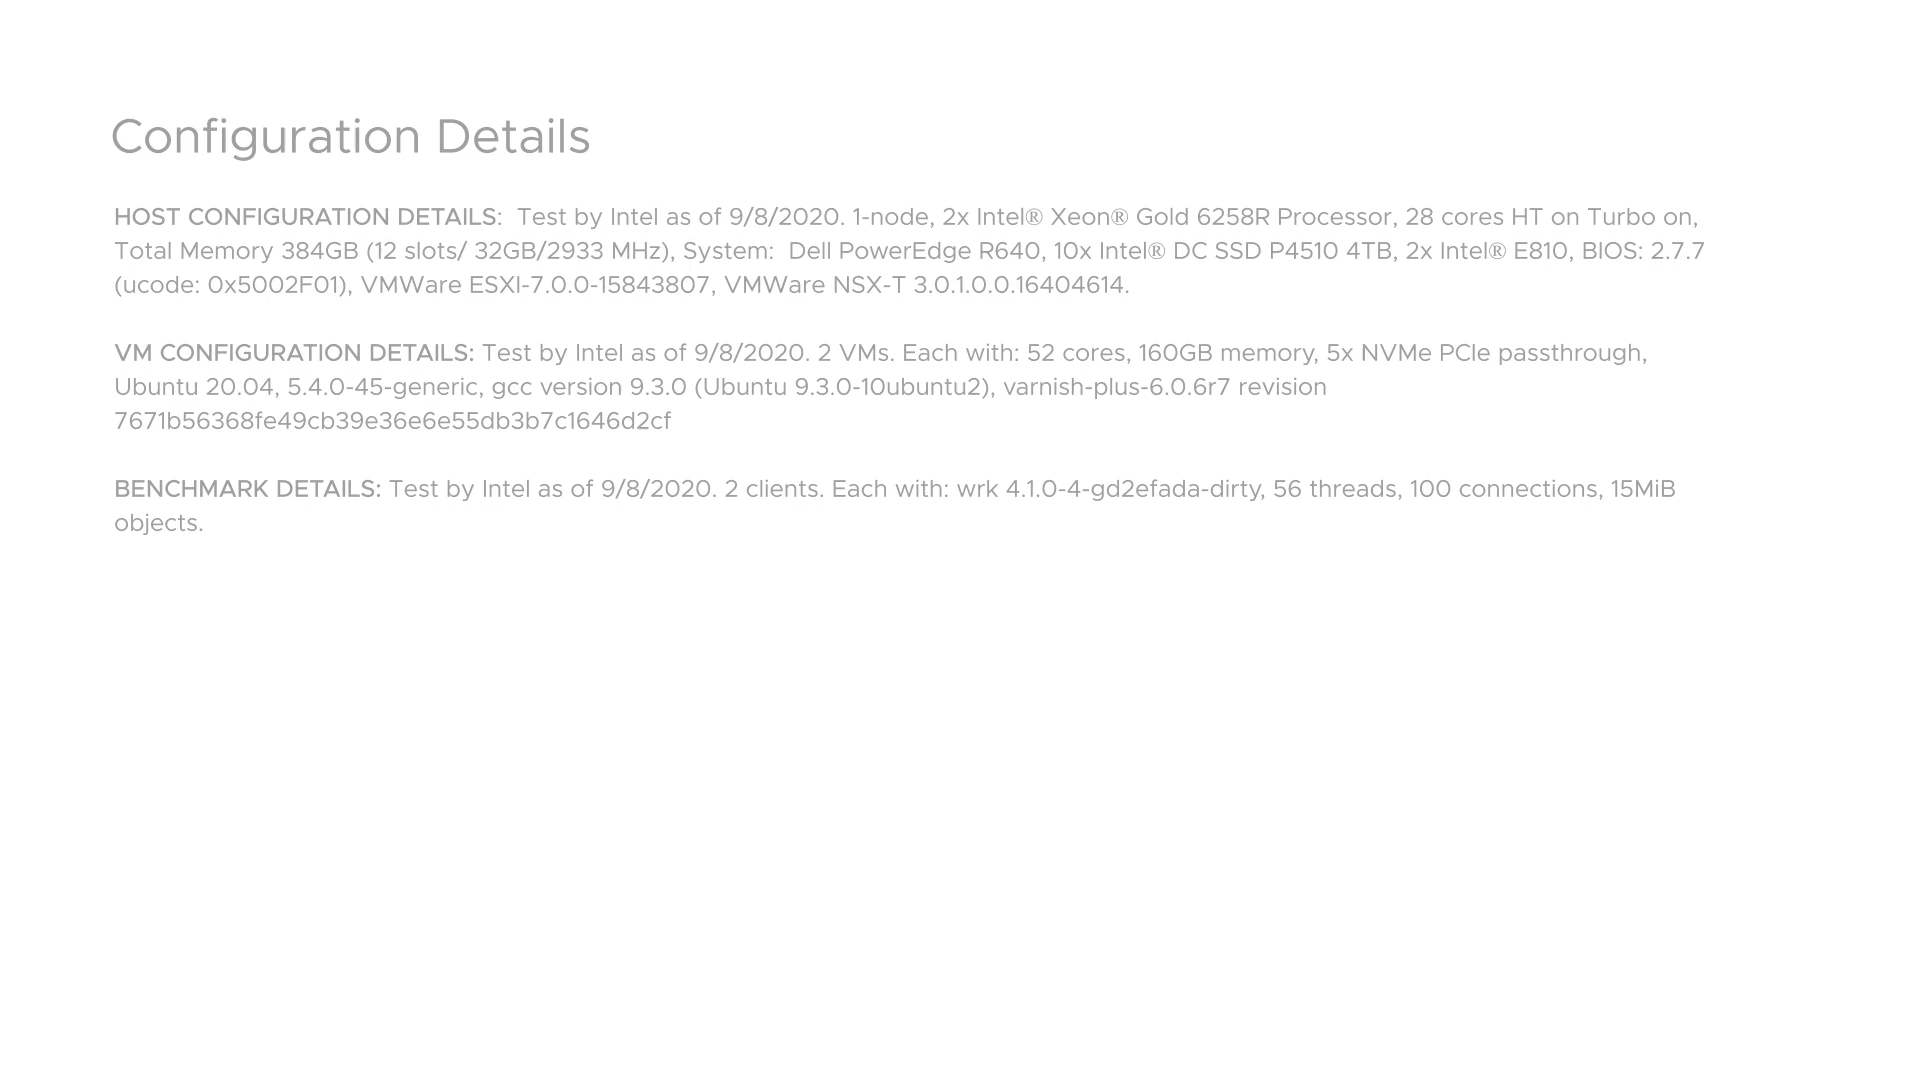 Configuration Details
HOST CONFIGURATION DETAILS:  Test by Intel as of 9/8/2020. 1-node, 2x Intel® Xeon® Gold 6258R Processor, 28 cores HT on Turbo on,
Total Memory 384GB (12 slots/ 32GB/2933 MHz), System:  Dell PowerEdge R640, 10x Intel® DC SSD P4510 4TB, 2x Intel® E810, BIOS: 2.7.7
(ucode: 0x5002F01), VMWare ESXI-7.0.0-15843807, VMWare NSX-T 3.0.1.0.0.16404614.
VM CONFIGURATION DETAILS: Test by Intel as of 9/8/2020. 2 VMs. Each with: 52 cores, 160GB memory, 5x NVMe PCIe passthrough,
Ubuntu 20.04, 5.4.0-45-generic, gcc version 9.3.0 (Ubuntu 9.3.0-10ubuntu2), varnish-plus-6.0.6r7 revision
7671b56368fe49cb39e36e6e55db3b7c1646d2cf
BENCHMARK DETAILS: Test by Intel as of 9/8/2020. 2 clients. Each with: wrk 4.1.0-4-gd2efada-dirty, 56 threads, 100 connections, 15MiB
objects.